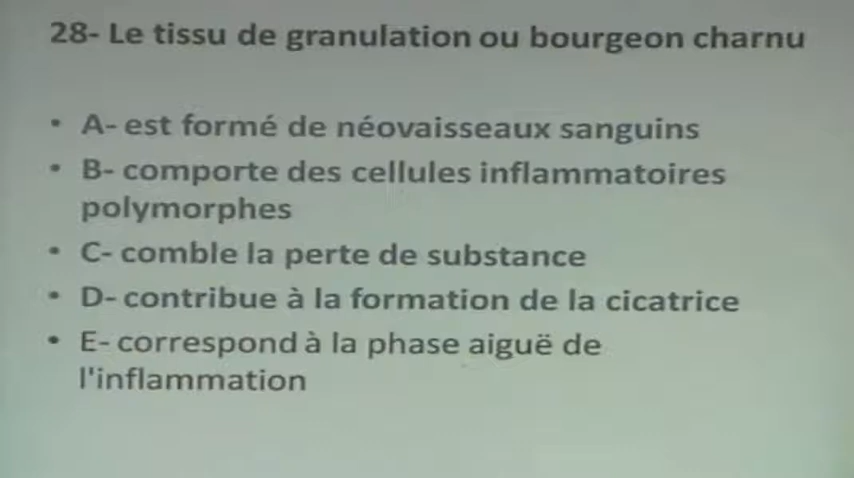 28- Le tissu de granulation ou bourgeon charnu
• A- est formé de néovaisseaux sanguins
• B- comporte des cellules inflammatoires
polymorphes
• C- comble la perte de substance
• D- contribue à la formation de la cicatrice
• E- correspond à la phase aiguë de
l'inflammation